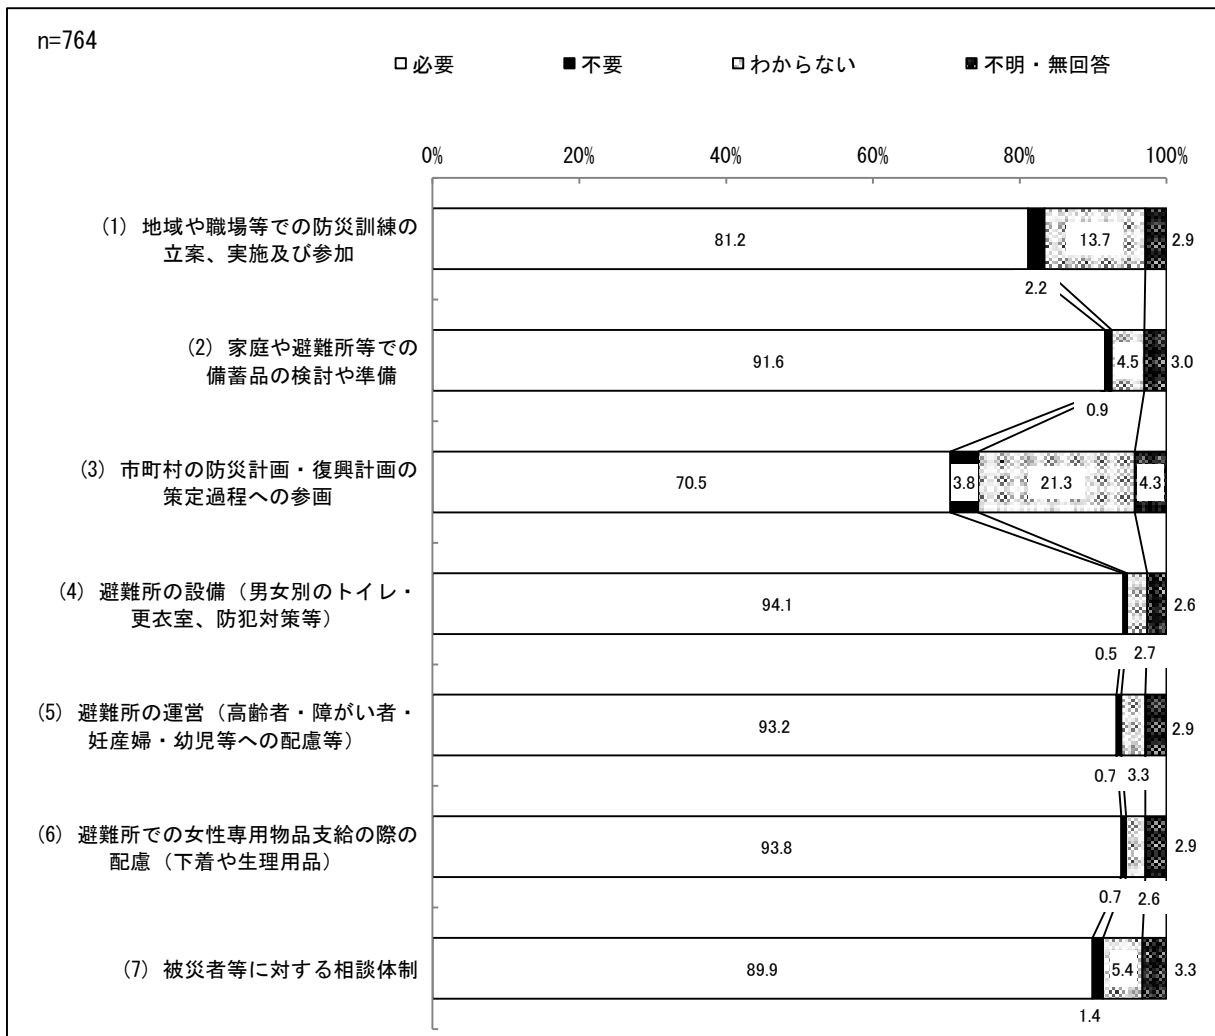 n=764
必要 不要 わからない 不明・無回答
0% 20% 40% 60% 80% 100%
(1) 地域や職場等での防災訓練の
立案、実施及び参加
81.2 13.7 2.9
2.2
(2) 家庭や避難所等での
備蓄品の検討や準備
91.6 4.5 3.0
0.9
(3) 市町村の防災計画・復興計画の
策定過程への参画
70.5 3.8 21.3 4.3
(4) 避難所の設備（男女別のトイレ・
更衣室、防犯対策等）
94.1 2.6
0.5 2.7
(5) 避難所の運営（高齢者・障がい者・
妊産婦・幼児等への配慮等）
93.2 2.9
0.7 3.3
(6) 避難所での女性専用物品支給の際の
配慮（下着や生理用品）
93.8 2.9
0.7 2.6
(7) 被災者等に対する相談体制
89.9 5.4 3.3
1.4